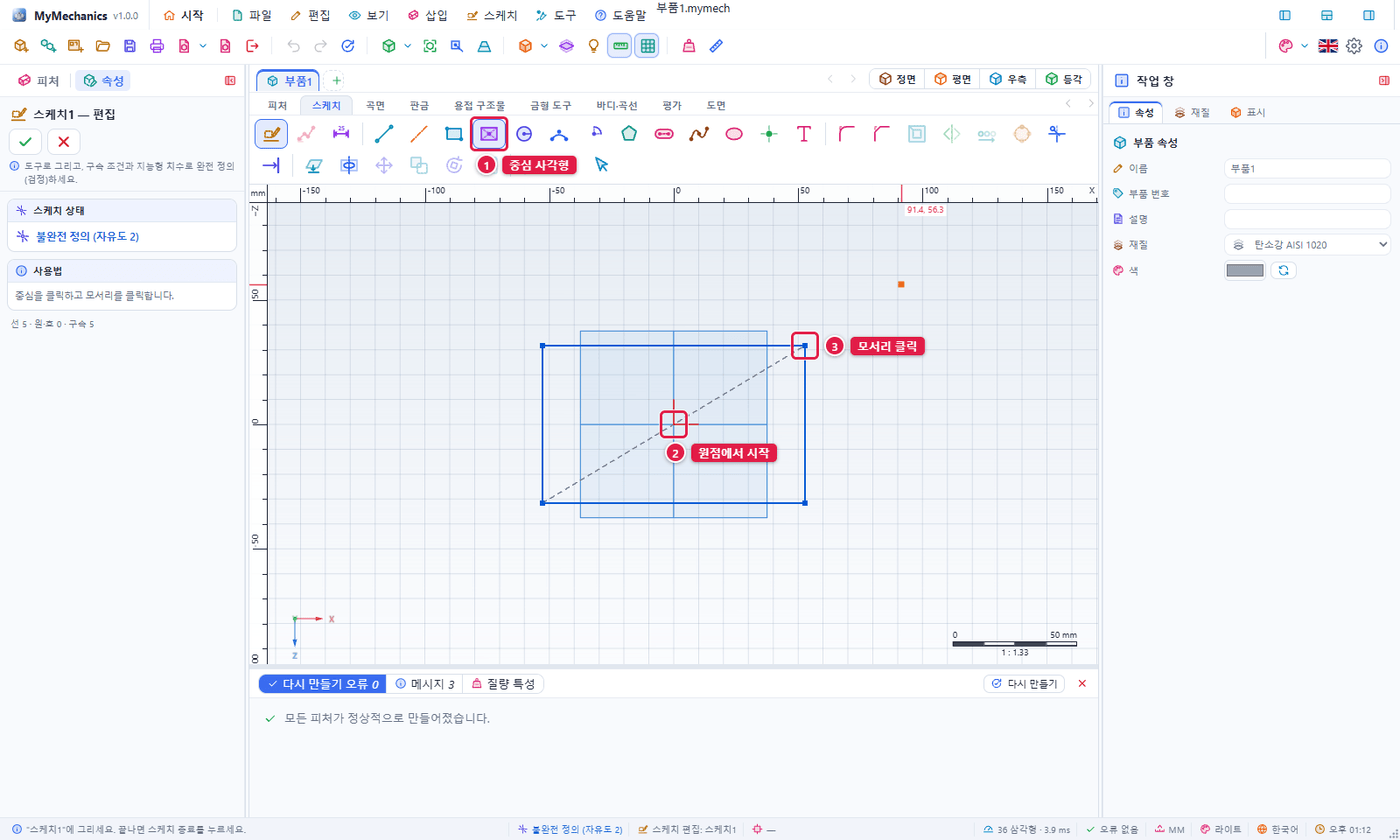 MyMechanics v1.0.0
시작
파일
편집
보기
삽입
스케치
도구
도움말
부품1.mymech
피처
속성
스케치1 — 편집
도구로 그리고, 구속 조건과 지능형 치수로 완전 정의
(검정)하세요.
스케치 상태
불완전 정의 (자유도 2)
사용법
중심을 클릭하고 모서리를 클릭합니다.
선 5 · 원·호 0 · 구속 5
부품1
정면
평면
우측
등각
피처
스케치
곡면
판금
용접 구조물
금형 도구
바디·곡선
평가
도면
25
1 중심 사각형
mm
-150
-100
-50
0
50
100
150
X
-Z
91.4, 56.3
50
0
-50
00
3 모서리 클릭
2 원점에서 시작
X
Y
Z
0
50 mm
1 : 1.33
다시 만들기 오류 0
메시지 3
질량 특성
다시 만들기
모든 피처가 정상적으로 만들어졌습니다.
작업 창
속성
재질
표시
부품 속성
이름
부품1
부품 번호
설명
재질
탄소강 AISI 1020
색
"스케치1"에 그리세요. 끝나면 스케치 종료를 누르세요.
불완전 정의 (자유도 2)
스케치 편집: 스케치1
—
36 삼각형 · 3.9 ms
오류 없음
MM
라이트
한국어
오후 01:12